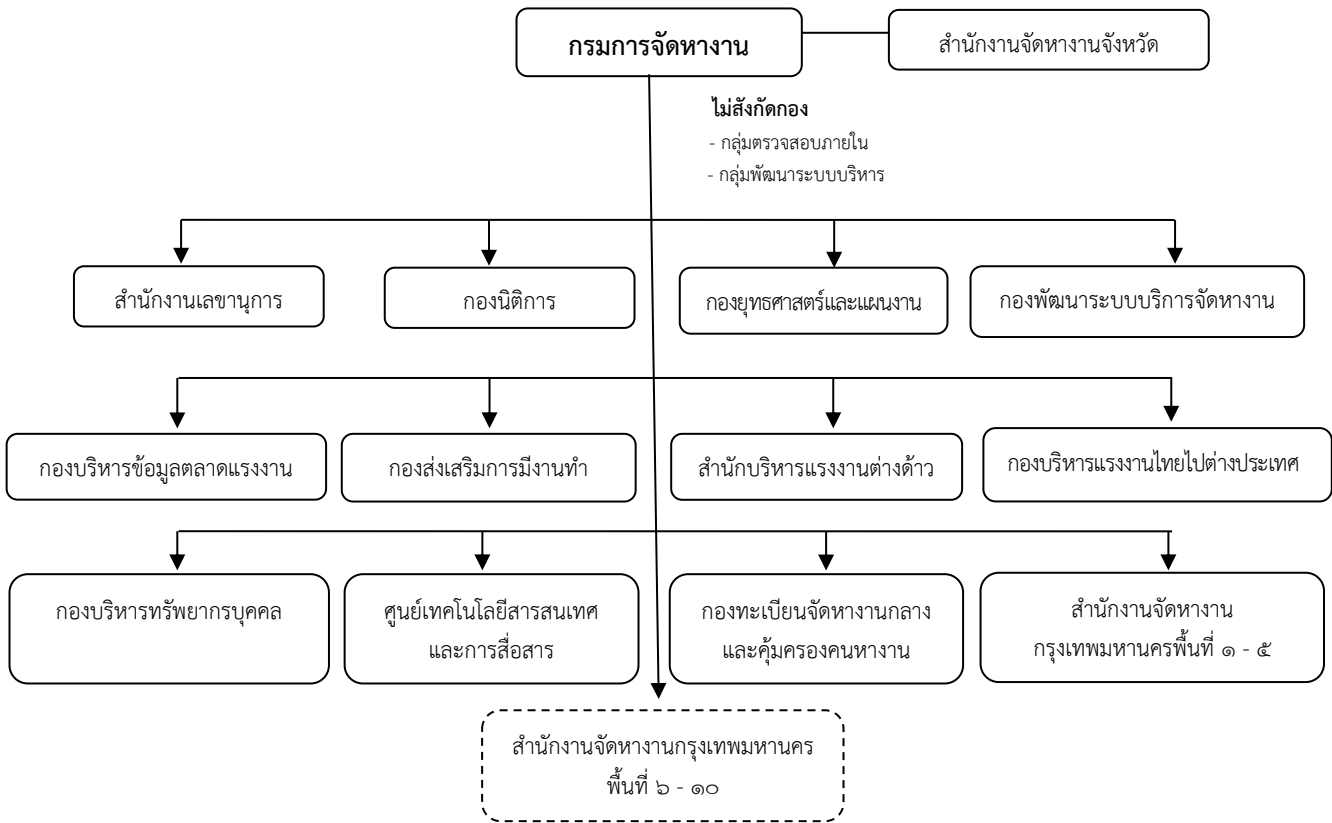 กรมการจัดหางาน
สำนักงานจัดหางานจังหวัด
ไม่สังกัดกอง
- กลุ่มตรวจสอบภายใน
- กลุ่มพัฒนาระบบบริหาร
สำนักงานเลขานุการ
กองนิติการ
กองยุทธศาสตร์และแผนงาน
กองพัฒนาระบบบริการจัดหางาน
กองบริหารข้อมูลตลาดแรงงาน
กองส่งเสริมการมีงานทำ
สำนักบริหารแรงงานต่างด้าว
กองบริหารแรงงานไทยไปต่างประเทศ
กองบริหารทรัพยากรบุคคล
ศูนย์เทคโนโลยีสารสนเทศ
และการสื่อสาร
กองทะเบียนจัดหางานกลาง
และคุ้มครองคนหางาน
สำนักงานจัดหางาน
กรุงเทพมหานครพื้นที่ ๑ - ๕
สำนักงานจัดหางานกรุงเทพมหานคร
พื้นที่ ๖ - ๑๐